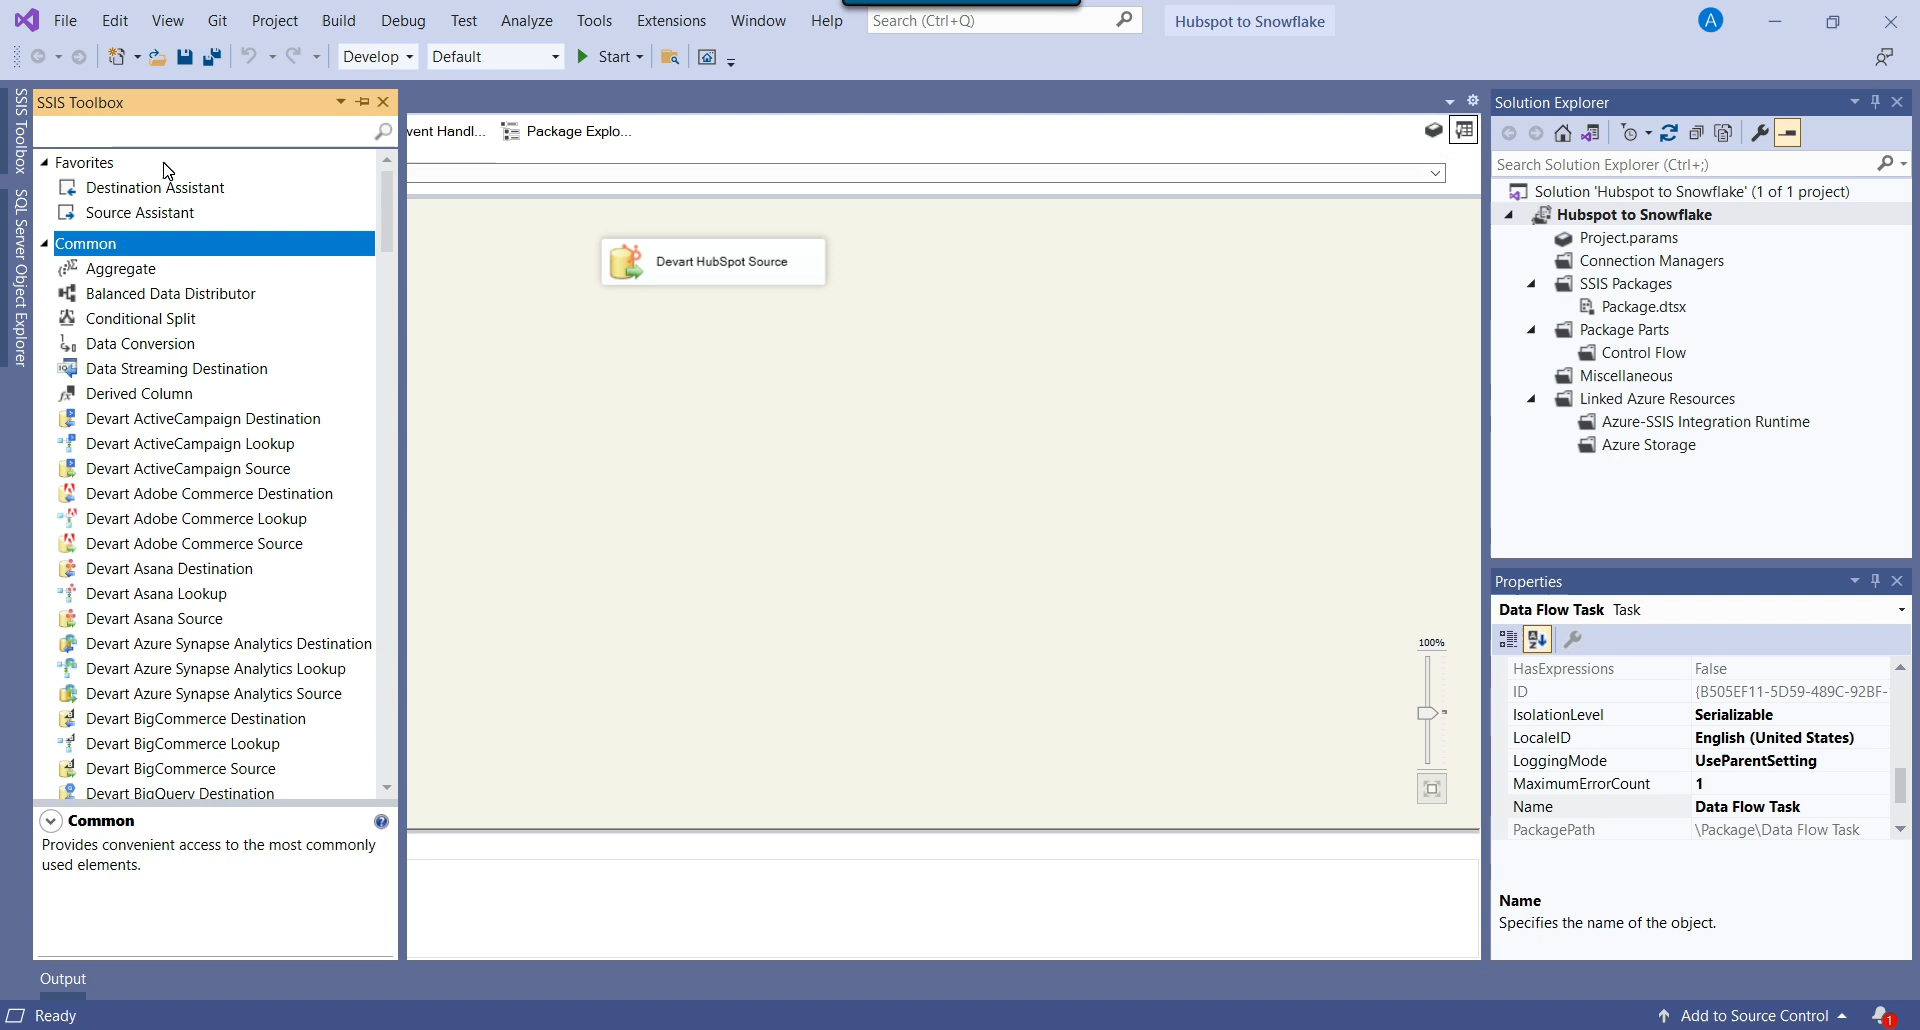 File Edit View Git Project Build Debug Test Analyze Tools Extensions Window Help Search (Ctrl+Q) Hubspot to Snowflake A
Develop Default Start
SSIS Toolbox
SQL Server Object Explorer
SSIS Toolbox
Favorites
Destination Assistant
Source Assistant
Common
Aggregate
Balanced Data Distributor
Conditional Split
Data Conversion
Data Streaming Destination
Derived Column
Devart ActiveCampaign Destination
Devart ActiveCampaign Lookup
Devart ActiveCampaign Source
Devart Adobe Commerce Destination
Devart Adobe Commerce Lookup
Devart Adobe Commerce Source
Devart Asana Destination
Devart Asana Lookup
Devart Asana Source
Devart Azure Synapse Analytics Destination
Devart Azure Synapse Analytics Lookup
Devart Azure Synapse Analytics Source
Devart BigCommerce Destination
Devart BigCommerce Lookup
Devart BigCommerce Source
Devart BigQuery Destination
Common
Provides convenient access to the most commonly
used elements.
vent Handl... Package Explo...
Devart HubSpot Source
100%
Solution Explorer
Search Solution Explorer (Ctrl+;)
Solution 'Hubspot to Snowflake' (1 of 1 project)
Hubspot to Snowflake
Project.params
Connection Managers
SSIS Packages
Package.dtsx
Package Parts
Control Flow
Miscellaneous
Linked Azure Resources
Azure-SSIS Integration Runtime
Azure Storage
Properties
Data Flow Task Task
HasExpressions False
ID {B505EF11-5D59-489C-92BF-
IsolationLevel Serializable
LocaleID English (United States)
LoggingMode UseParentSetting
MaximumErrorCount 1
Name Data Flow Task
PackagePath \Package\Data Flow Task
Name
Specifies the name of the object.
Output
Ready Add to Source Control 1